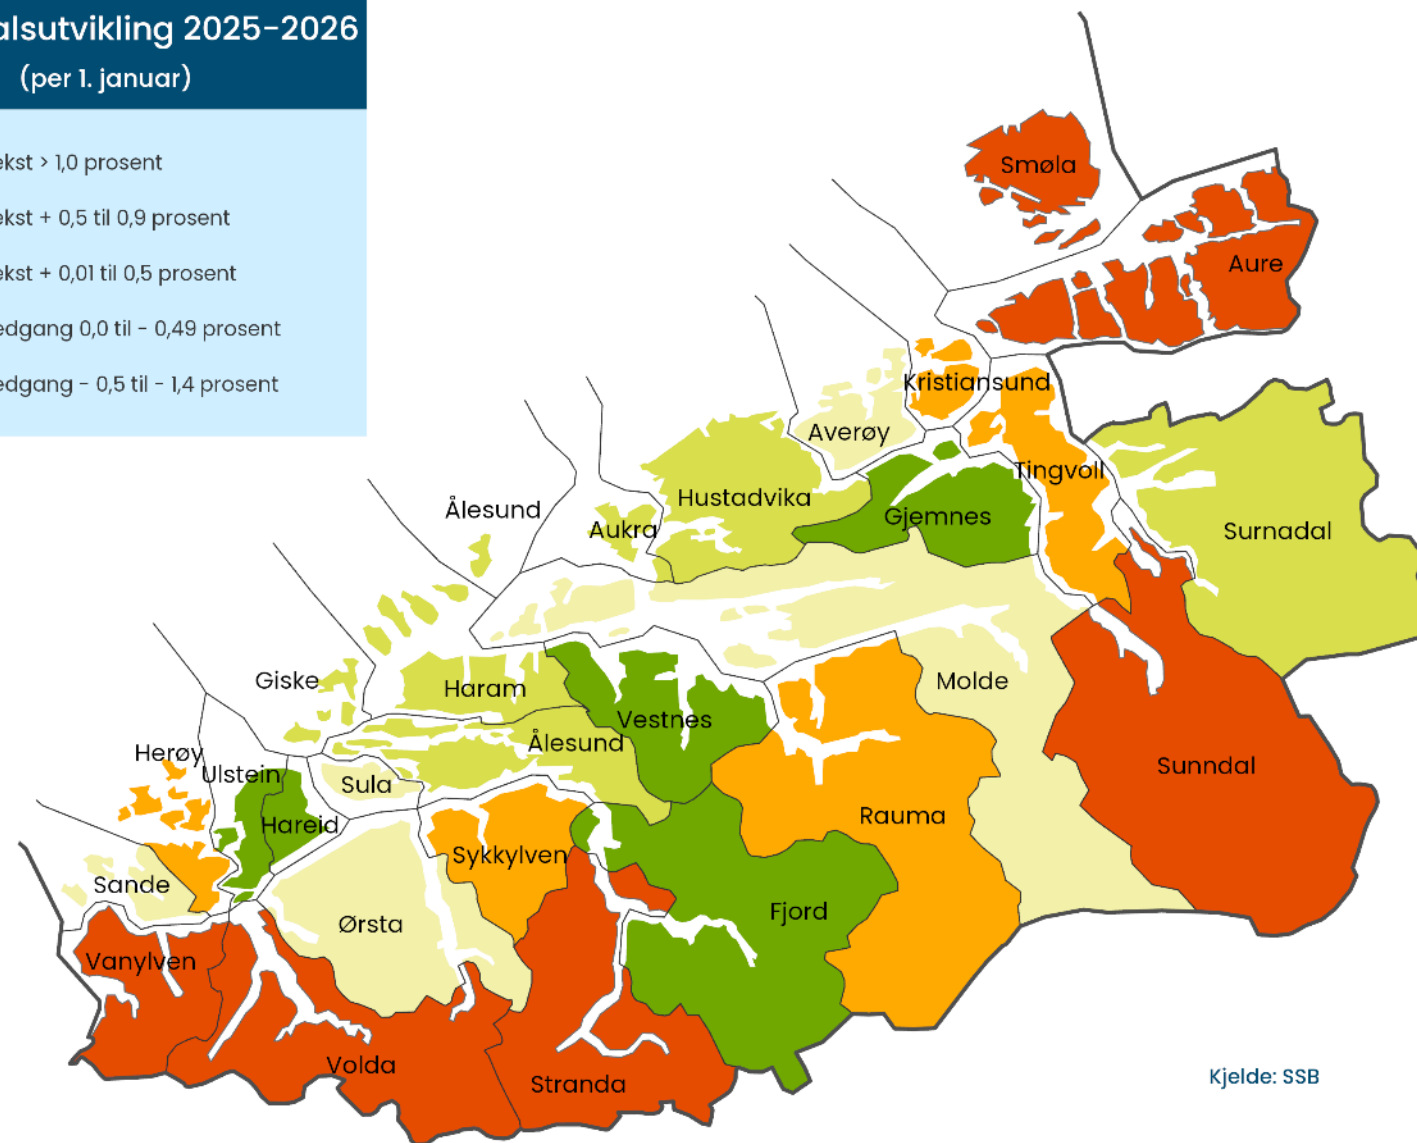 alsutvikling 2025-2026
(per 1. januar)
ekst > 1,0 prosent
ekst + 0,5 til 0,9 prosent
ekst + 0,01 til 0,5 prosent
edgang 0,0 til - 0,49 prosent
edgang - 0,5 til - 1,4 prosent
Smøla
Aure
Kristiansund
Averøy
Tingvoll
Hustadvika
Ålesund
Aukra
Gjemnes
Surnadal
Giske
Haram
Molde
Vestnes
Ålesund
Herøy
Ulstein
Sula
Sunndal
Hareid
Rauma
Sykkylven
Sande
Fjord
Ørsta
Vanylven
Volda
Stranda
Kjelde: SSB